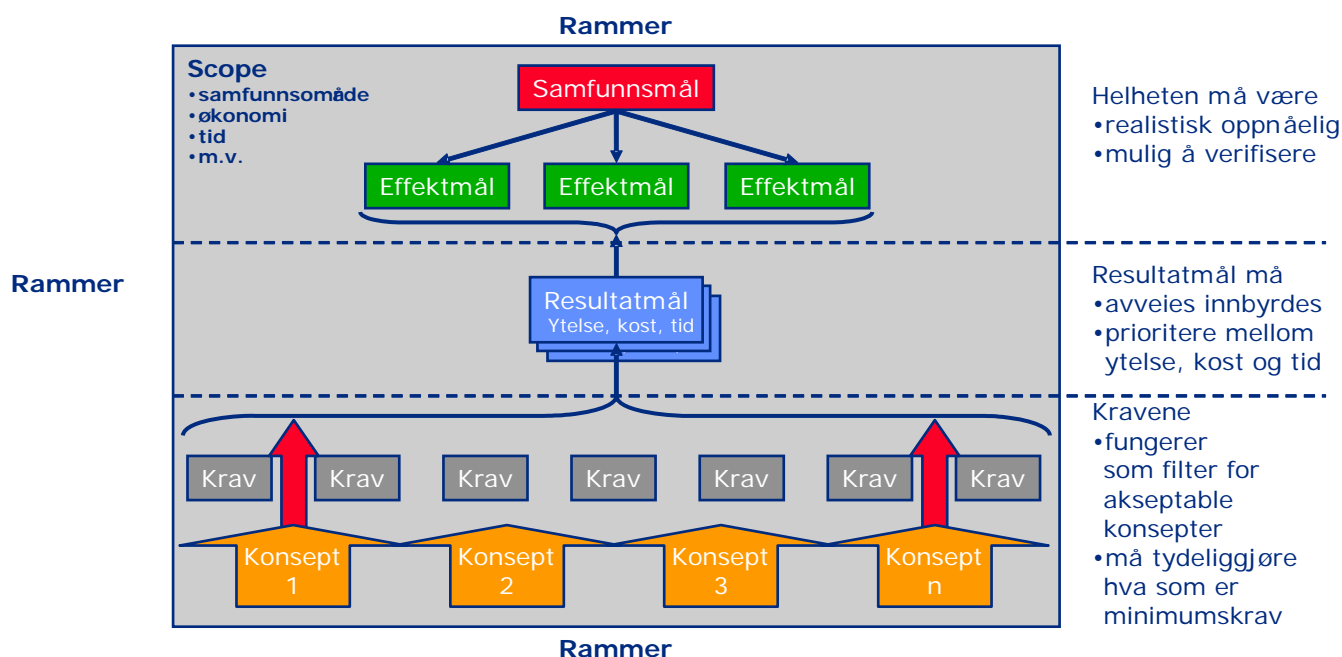 Rammer
Scope
•samfunnsområde
•økonomi
•tid
•m.v.
Samfunnsmål
Effektmål
Effektmål
Effektmål
Helheten må være
•realistisk oppnåelig
•mulig å verifisere
Rammer
Resultatmål
Ytelse, kost, tid
Resultatmål må
•avveies innbyrdes
•prioritere mellom
ytelse, kost og tid
Krav
Krav
Krav
Krav
Krav
Krav
Krav
Konsept
1
Konsept
2
Konsept
3
Konsept
n
Kravene
•fungerer
som filter for
akseptable
konsepter
•må tydeliggjøre
hva som er
minimumskrav
Rammer